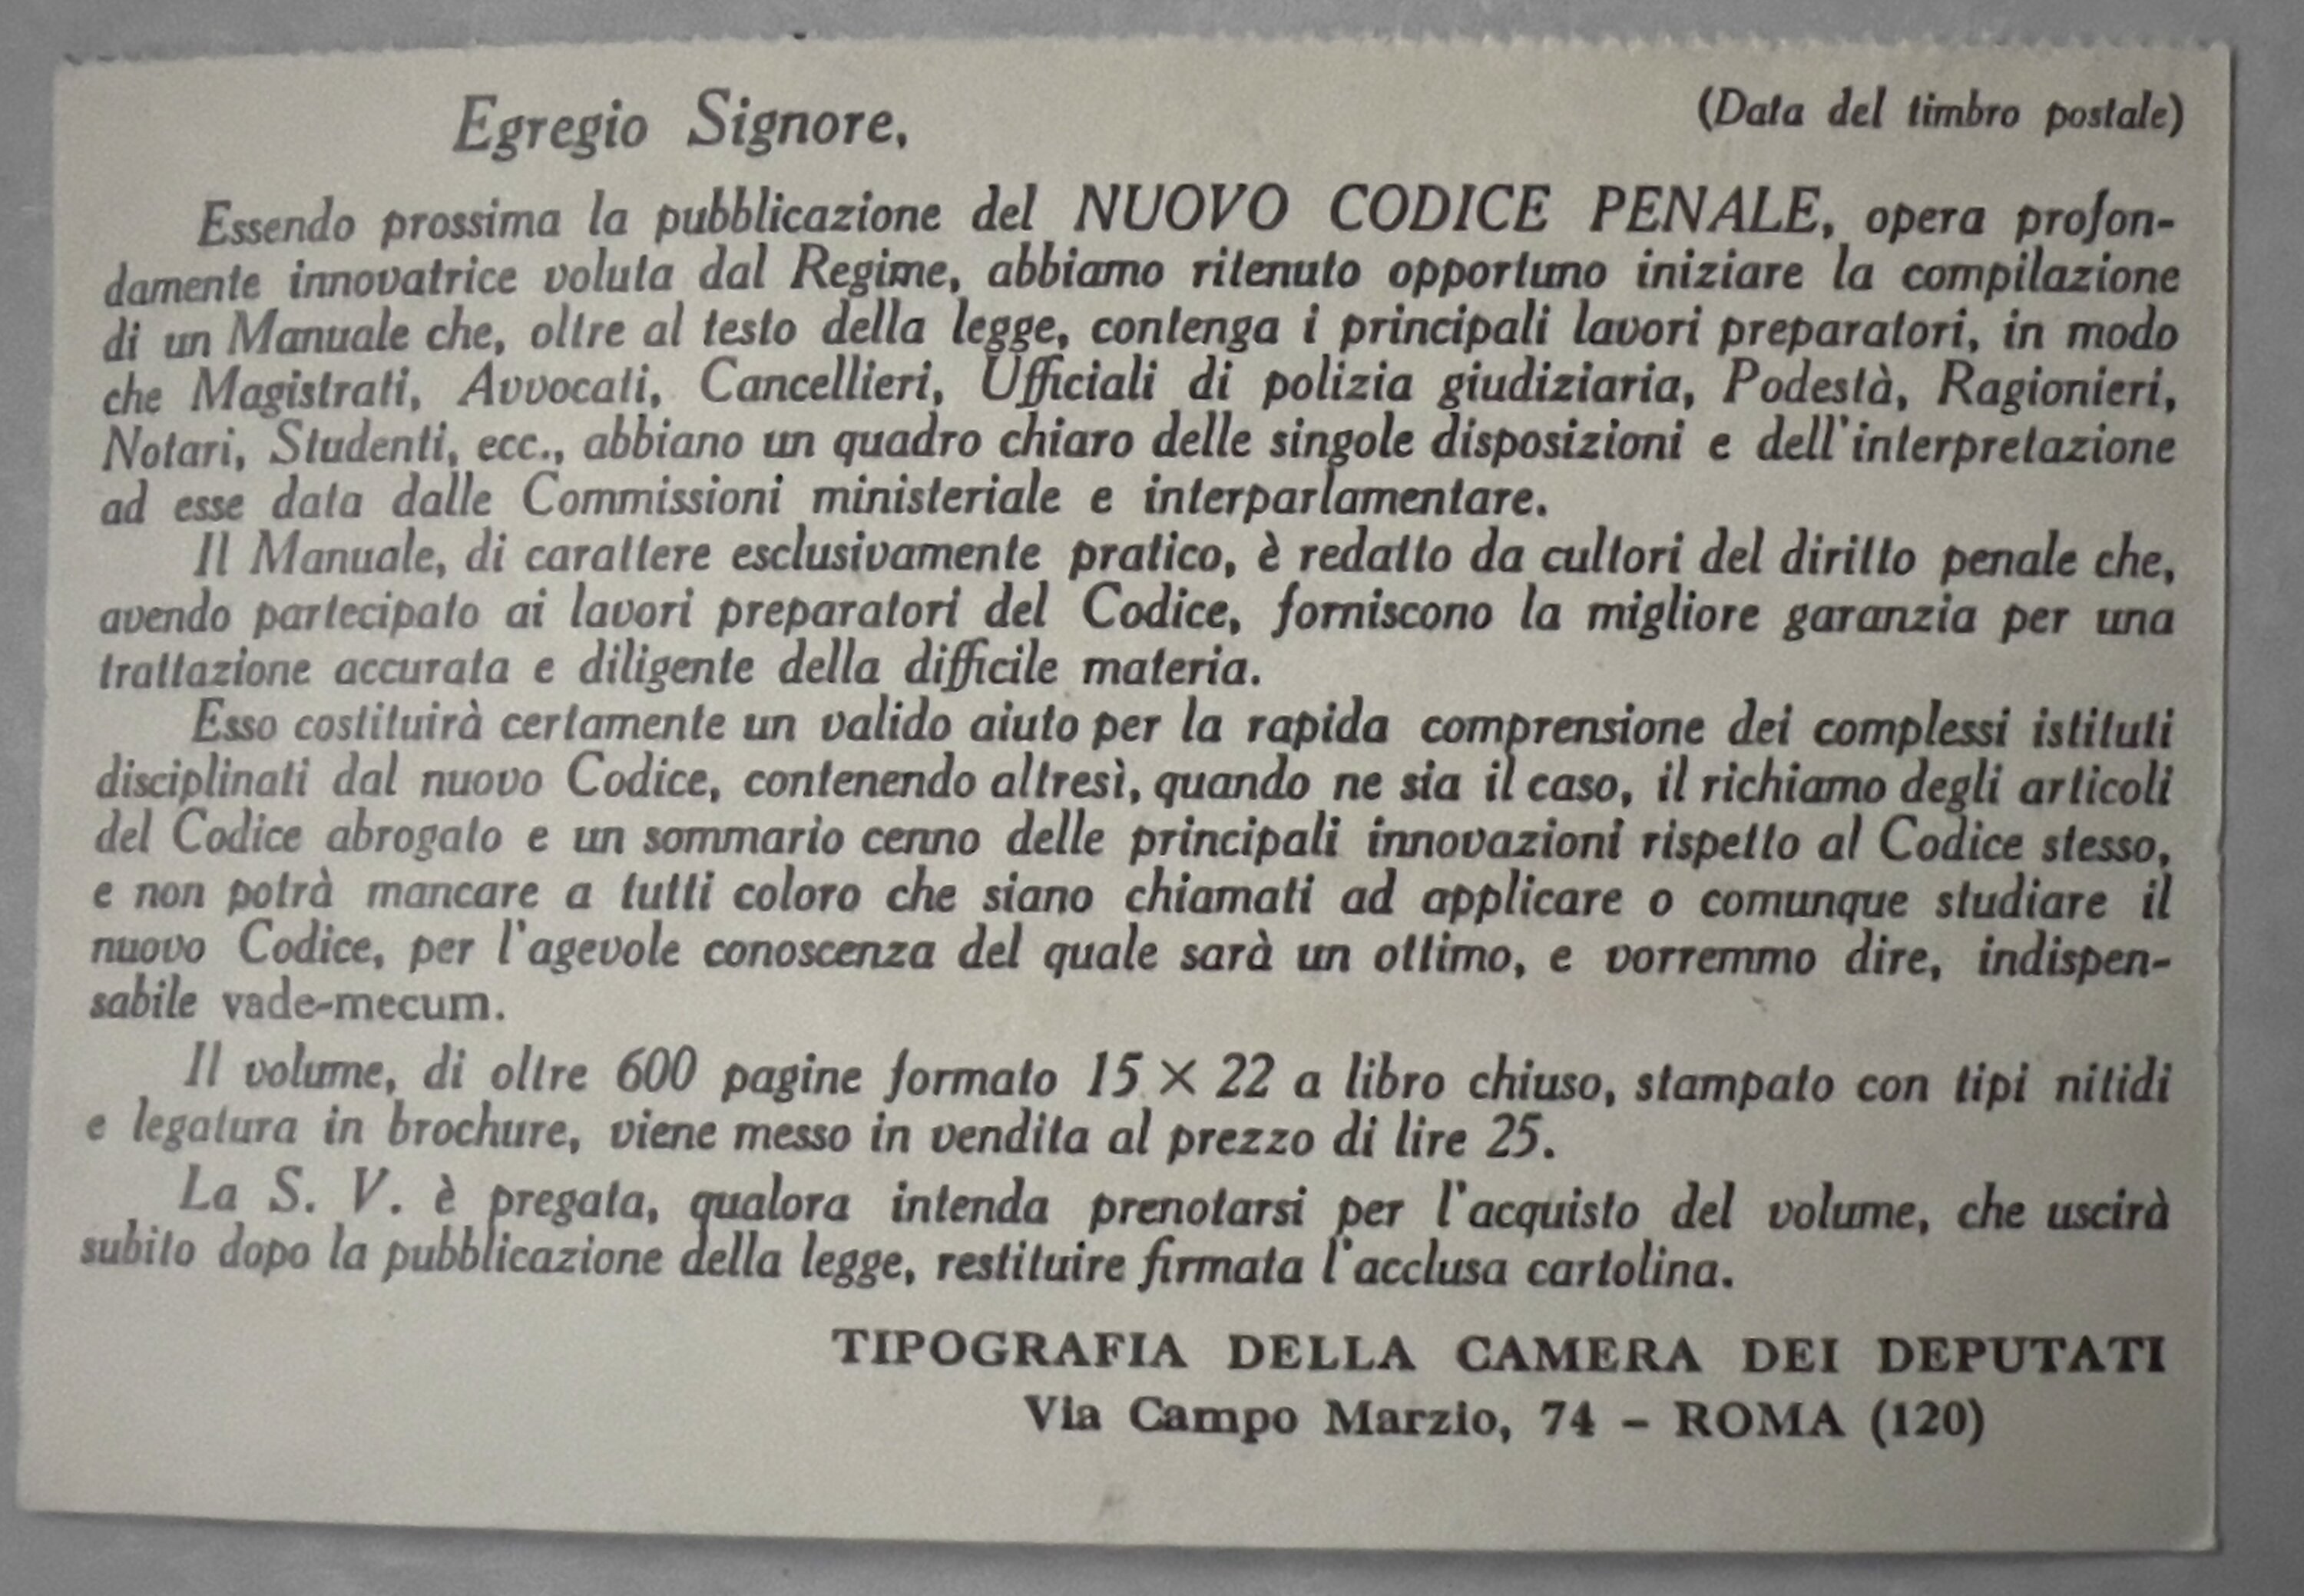 Egregio Signore,
(Data del timbro postale)
Essendo prossima la pubblicazione del NUOVO CODICE PENALE, opera profon-
damente innovatrice voluta dal Regime, abbiamo ritenuto opportuno iniziare la compilazione
di un Manuale che, oltre al testo della legge, contenga i principali lavori preparatori, in modo
che Magistrati, Avvocati, Cancellieri, Ufficiali di polizia giudiziaria, Podestà, Ragionieri,
Notari, Studenti, ecc., abbiano un quadro chiaro delle singole disposizioni e dell'interpretazione
ad esse data dalle Commissioni ministeriale e interparlamentare.
Il Manuale, di carattere esclusivamente pratico, è redatto da cultori del diritto penale che,
avendo partecipato ai lavori preparatori del Codice, forniscono la migliore garanzia per una
trattazione accurata e diligente della difficile materia.
Esso costituirà certamente un valido aiuto per la rapida comprensione dei complessi istituti
disciplinati dal nuovo Codice, contenendo altresì, quando ne sia il caso, il richiamo degli articoli
del Codice abrogato e un sommario cenno delle principali innovazioni rispetto al Codice stesso,
e non potrà mancare a tutti coloro che siano chiamati ad applicare o comunque studiare il
nuovo Codice, per l'agevole conoscenza del quale sarà un ottimo, e vorremmo dire, indispen-
sabile vade-mecum.
Il volume, di oltre 600 pagine formato 15 × 22 a libro chiuso, stampato con tipi nitidi
e legatura in brochure, viene messo in vendita al prezzo di lire 25.
La S. V. è pregata, qualora intenda prenotarsi per l'acquisto del volume, che uscirà
subito dopo la pubblicazione della legge, restituire firmata l'acclusa cartolina.
TIPOGRAFIA DELLA CAMERA DEI DEPUTATI
Via Campo Marzio, 74 - ROMA (120)